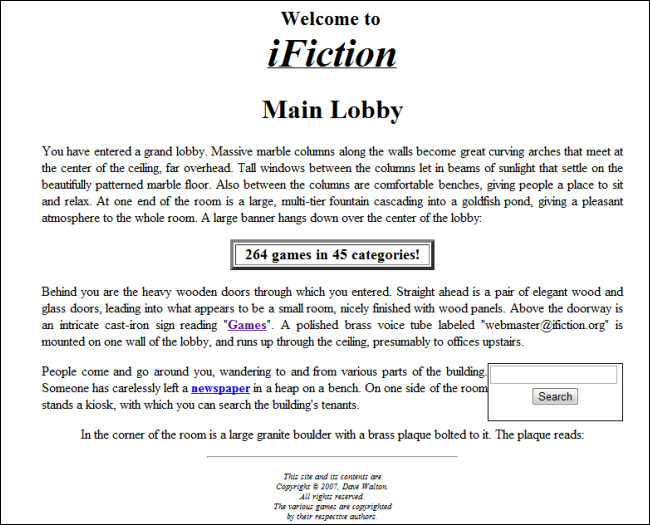 Welcome to
iFiction
Main Lobby
You have entered a grand lobby. Massive marble columns along the walls become great curving arches that meet at
the center of the ceiling, far overhead. Tall windows between the columns let in beams of sunlight that settle on the
beautifully patterned marble floor. Also between the columns are comfortable benches, giving people a place to sit
and relax. At one end of the room is a large, multi-tier fountain cascading into a goldfish pond, giving a pleasant
atmosphere to the whole room. A large banner hangs down over the center of the lobby:
264 games in 45 categories!
Behind you are the heavy wooden doors through which you entered. Straight ahead is a pair of elegant wood and
glass doors, leading into what appears to be a small room, nicely finished with wood panels. Above the doorway is
an intricate cast-iron sign reading "Games". A polished brass voice tube labeled "webmaster@ifiction.org" is
mounted on one wall of the lobby, and runs up through the ceiling, presumably to offices upstairs.
People come and go around you, wandering to and from various parts of the building.
Someone has carelessly left a newspaper in a heap on a bench. On one side of the room
stands a kiosk, with which you can search the building's tenants.
Search
In the corner of the room is a large granite boulder with a brass plaque bolted to it. The plaque reads:
This site and its contents are
Copyright © 2007, Dave Walton.
All rights reserved.
The various games are copyrighted
by their respective authors.